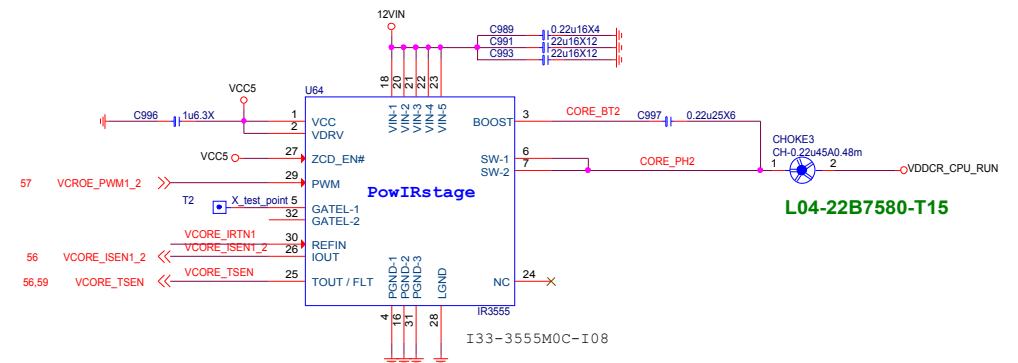 12VIN
C989 0.22u16X4
C991 22u16X12
C993 22u16X12
18 20 21 22 23
VCC5
U64
VIN-1 VIN-2 VIN-3 VIN-4 VIN-5
C996 1u6.3X
1 VCC
2 VDRV
BOOST 3 CORE_BT2 C997 0.22u25X6
VCC5 27 ZCD_EN#
SW-1 6
SW-2 7 CORE_PH2
CHOKE3
CH-0.22u45A0.48m
1 2 VDDCR_CPU_RUN
57 VCROE_PWM1_2 29 PWM
PowIRstage
L04-22B7580-T15
T2 X_test_point 5 GATEL-1
32 GATEL-2
VCORE_IRTN1 30 REFIN
56 VCORE_ISEN1_2 VCORE_ISEN1_2 26 IOUT
56,59 VCORE_TSEN VCORE_TSEN 25 TOUT / FLT
NC 24
PGND-1 PGND-2 PGND-3 LGND
4 16 31 28
IR3555
I33-3555M0C-I08